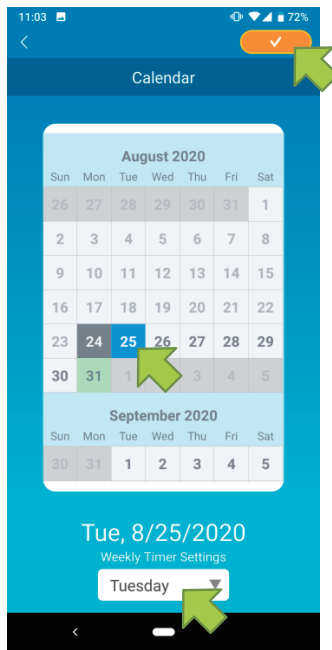 11:03 72%
Calendar
August 2020
Sun Mon Tue Wed Thu Fri Sat
26 27 28 29 30 31 1
2 3 4 5 6 7 8
9 10 11 12 13 14 15
16 17 18 19 20 21 22
23 24 25 26 27 28 29
30 31 1 3 4 5
September 2020
Sun Mon Tue Wed Thu Fri Sat
30 31 1 2 3 4 5
Tue, 8/25/2020
Weekly Timer Settings
Tuesday